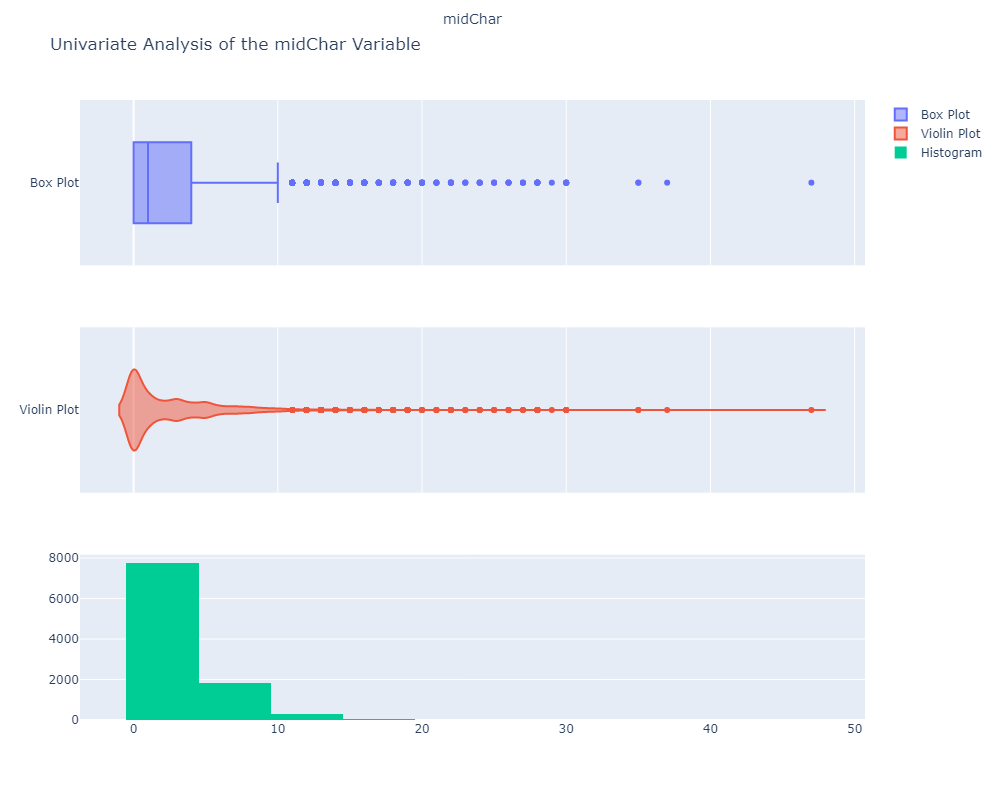 midChar
Univariate Analysis of the midChar Variable
Box Plot
Violin Plot
Histogram
Box Plot
Violin Plot
8000
6000
4000
2000
0
0 10 20 30 40 50